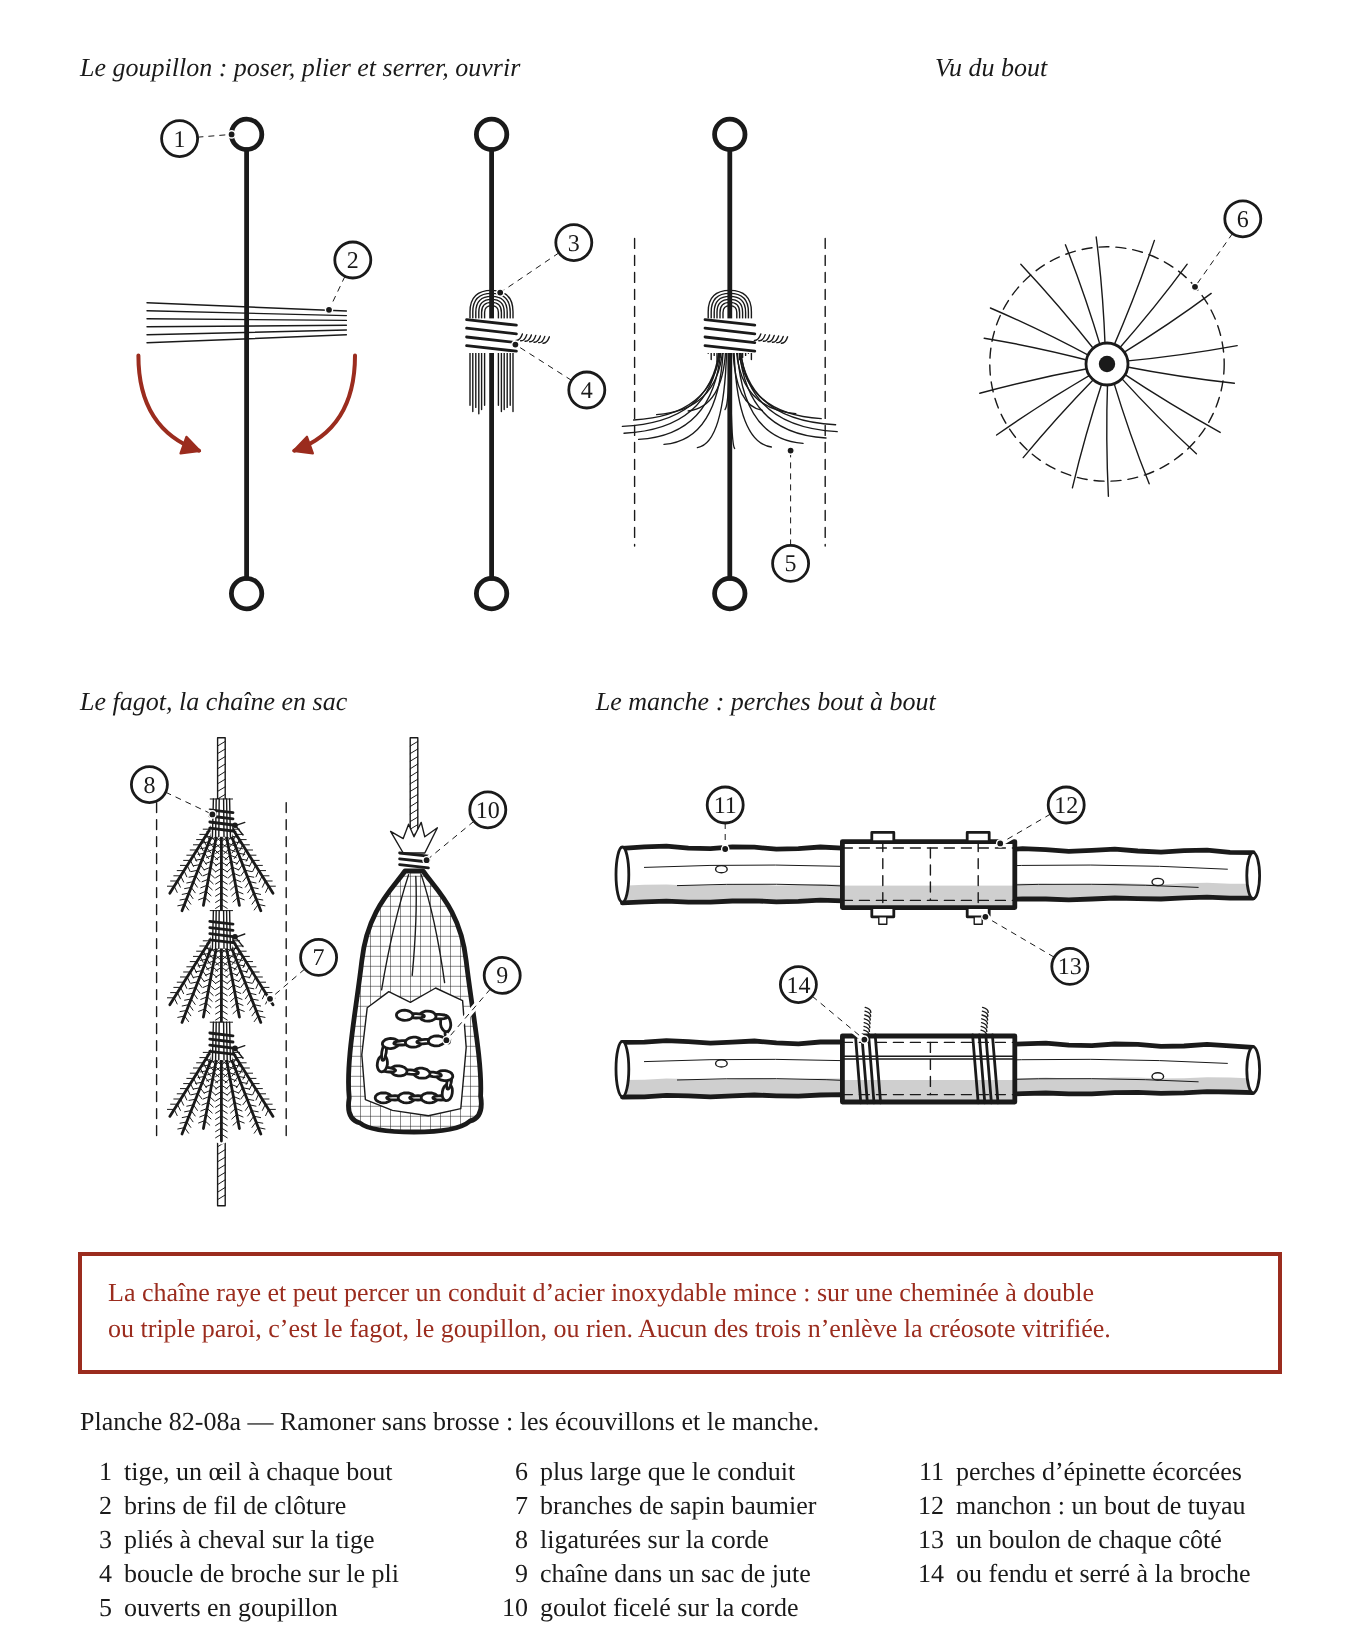 Le goupillon : poser, plier et serrer, ouvrir
Vu du bout
1
2
3
4
5
6
Le fagot, la chaîne en sac
Le manche : perches bout à bout
8
10
7
9
11
12
13
14
La chaîne raye et peut percer un conduit d’acier inoxydable mince : sur une cheminée à double
ou triple paroi, c’est le fagot, le goupillon, ou rien. Aucun des trois n’enlève la créosote vitrifiée.
Planche 82-08a — Ramoner sans brosse : les écouvillons et le manche.
1 tige, un œil à chaque bout
2 brins de fil de clôture
3 pliés à cheval sur la tige
4 boucle de broche sur le pli
5 ouverts en goupillon
6 plus large que le conduit
7 branches de sapin baumier
8 ligaturées sur la corde
9 chaîne dans un sac de jute
10 goulot ficelé sur la corde
11 perches d’épinette écorcées
12 manchon : un bout de tuyau
13 un boulon de chaque côté
14 ou fendu et serré à la broche